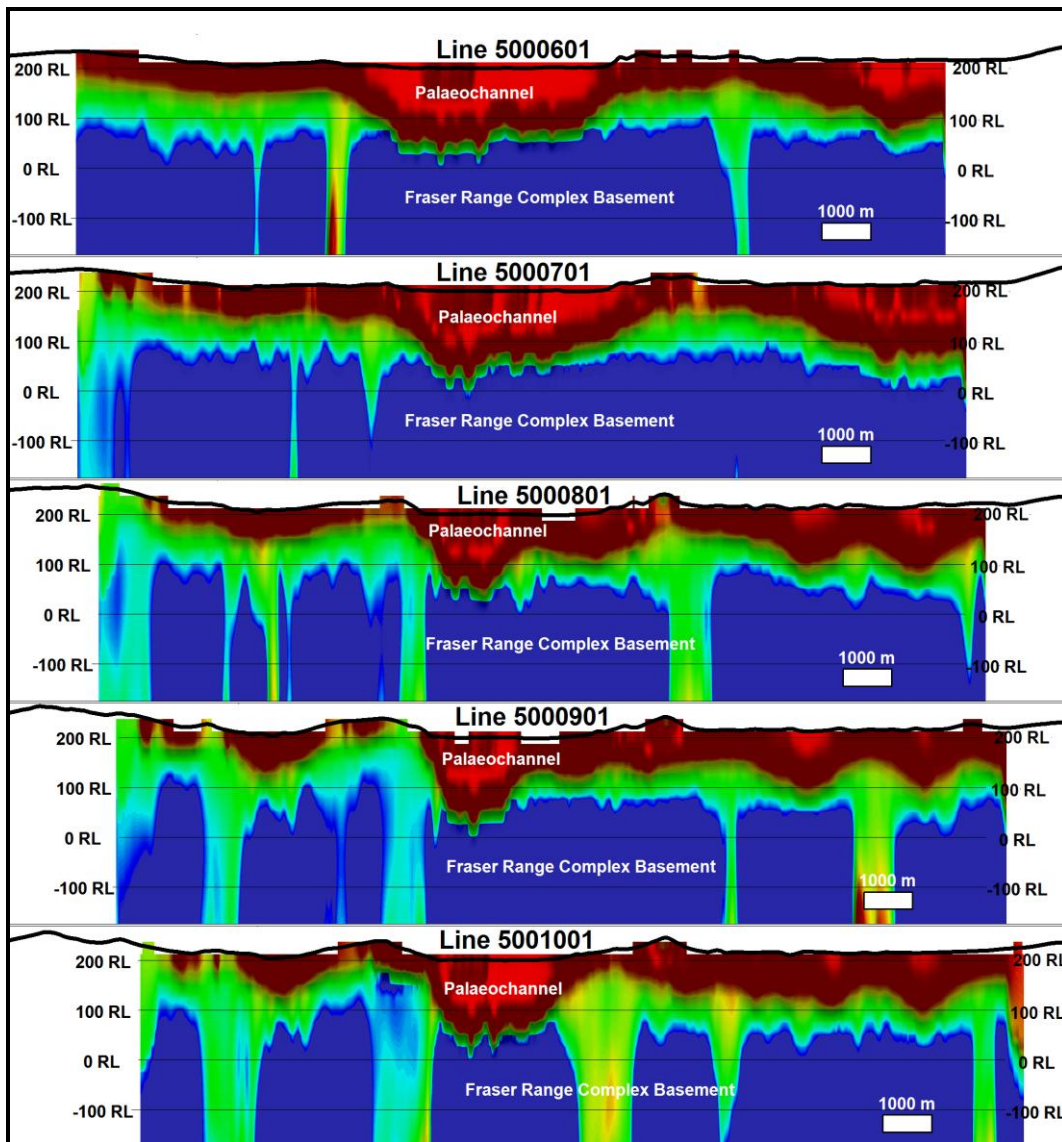 Line 5000601
200 RL
200 RL
Palaeochannel
100 RL
100 RL
0 RL
0 RL
Fraser Range Complex Basement
1000 m
-100 RL
-100 RL
Line 5000701
200 RL
200 RL
Palaeochannel
100 RL
100 RL
0 RL
0 RL
Fraser Range Complex Basement
1000 m
-100 RL
-100 RL
Line 5000801
200 RL
200 RL
Palaeochannel
100 RL
100 RL
0 RL
0 RL
Fraser Range Complex Basement
1000 m
-100 RL
-100 RL
Line 5000901
200 RL
200 RL
Palaeochannel
100 RL
100 RL
0 RL
0 RL
Fraser Range Complex Basement
1000 m
-100 RL
-100 RL
Line 5001001
200 RL
200 RL
Palaeochannel
100 RL
100 RL
0 RL
0 RL
Fraser Range Complex Basement
1000 m
-100 RL
-100 RL